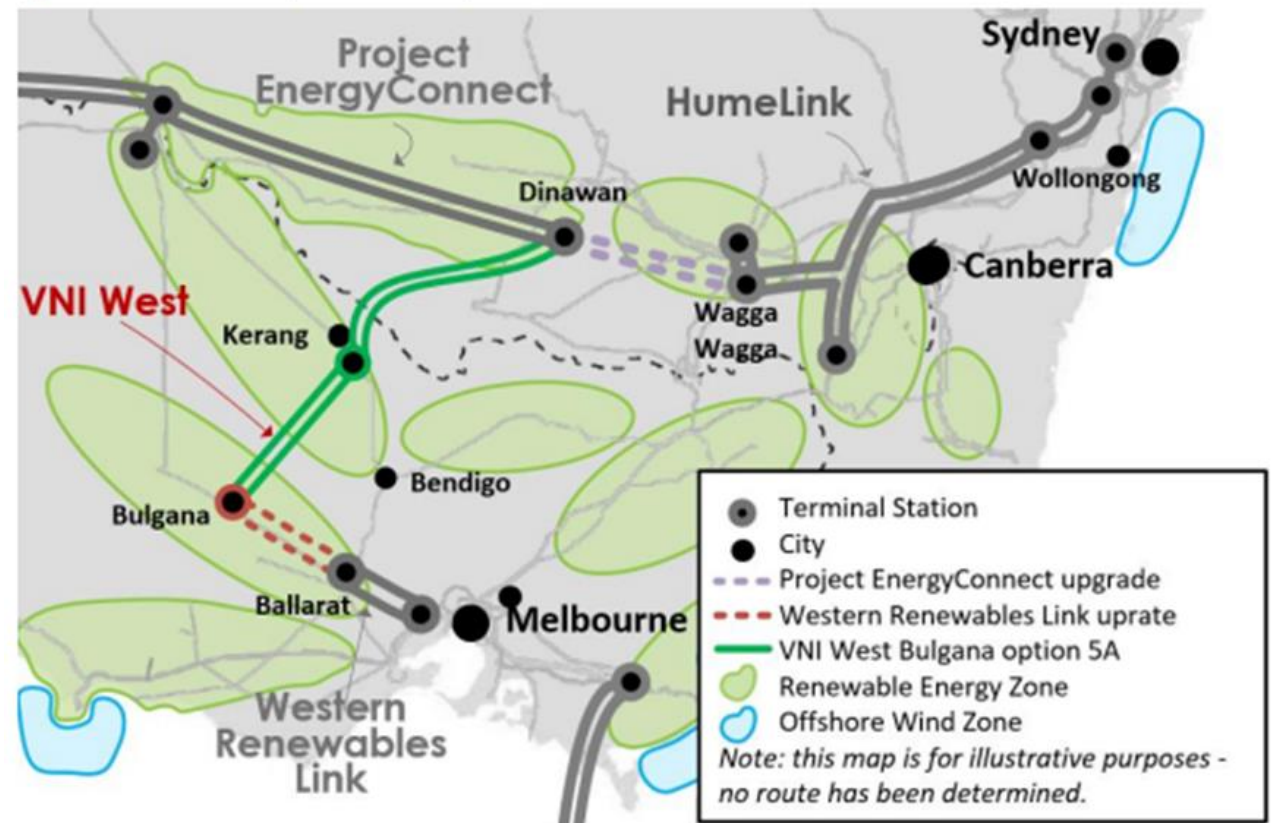 Project
EnergyConnect
HumeLink
Sydney
Wollongong
Dinawan
Canberra
VNI West
Kerang
Wagga
Wagga
Bendigo
Bulgana
Ballarat
Melbourne
Western
Renewables
Link
Terminal Station
City
Project EnergyConnect upgrade
Western Renewables Link uprate
VNI West Bulgana option 5A
Renewable Energy Zone
Offshore Wind Zone
Note: this map is for illustrative purposes -
no route has been determined.